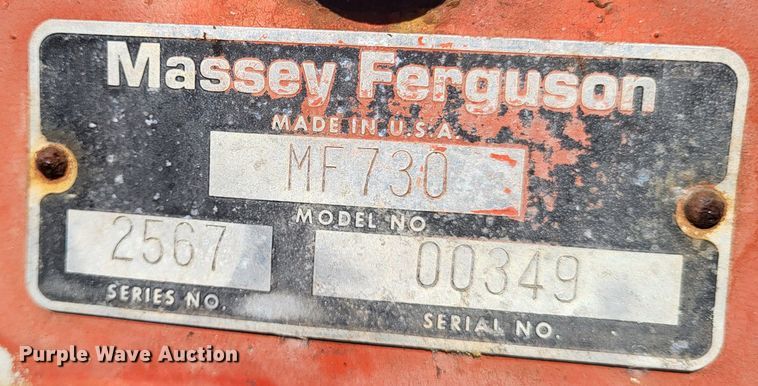 Massey Ferguson
MADE IN U.S.A.
MF730
MODEL NO
2567
00349
SERIES NO.
SERIAL NO.
Purple Wave Auction